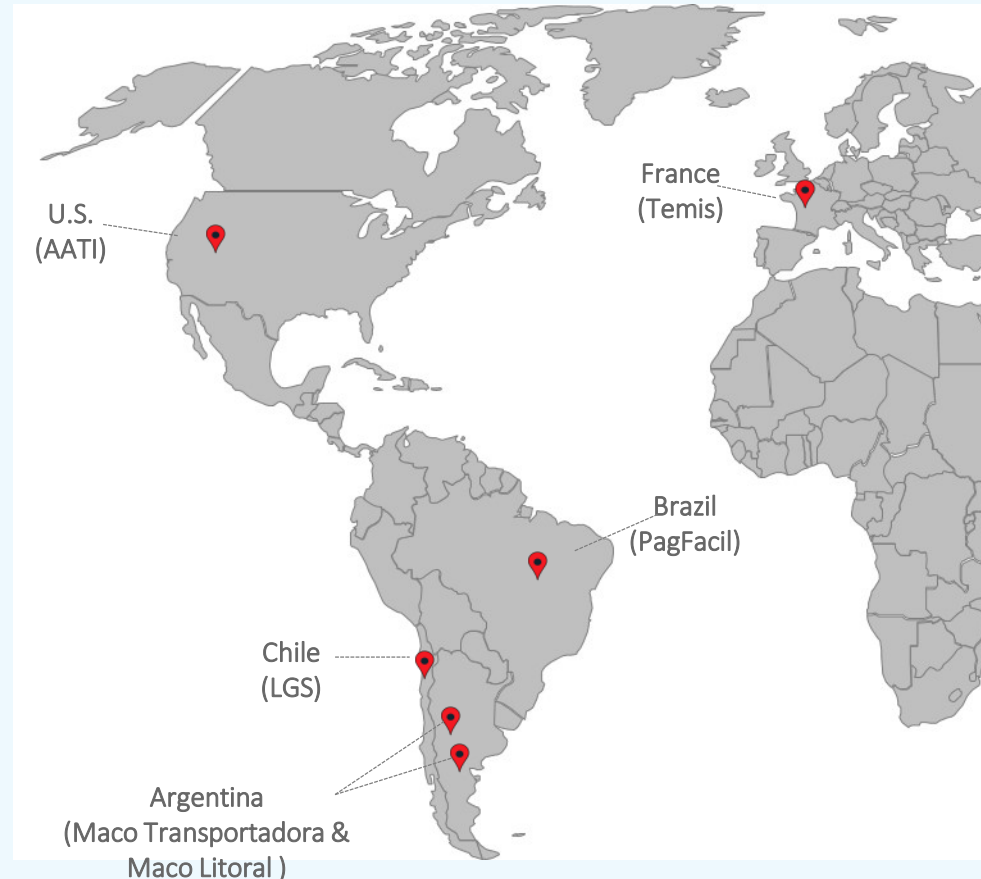 U.S.
(AATI)
France
(Temis)
Brazil
(PagFacil)
Chile
(LGS)
Argentina
(Maco Transportadora &
Maco Litoral )